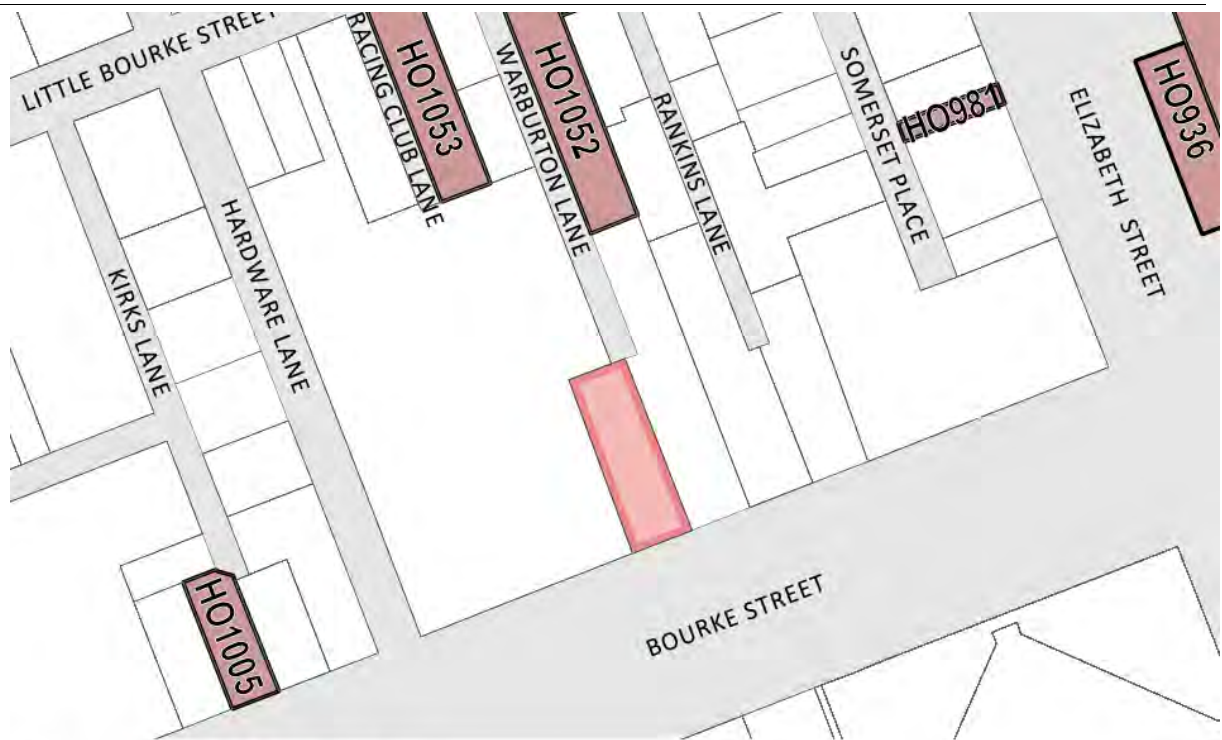 LITTLE BOURKE STREET
RACING CLUB LANE
HO1053
WARBURTON LANE
HO1052
RANKINS LANE
SOMERSET PLACE
HO981
ELIZABETH STREET
HO936
KIRKS LANE
HARDWARE LANE
HO1005
BOURKE STREET